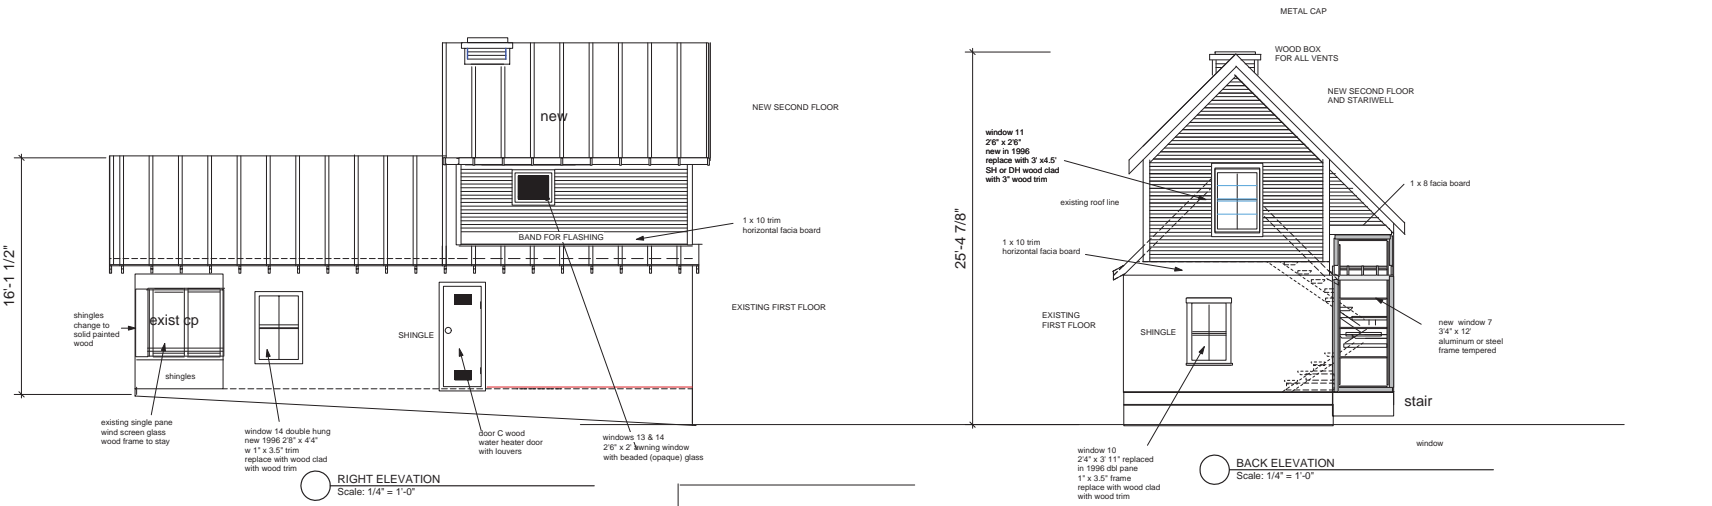 new
NEW SECOND FLOOR
16'-1 1/2"
1 x 10 trim
horizontal facia board
BAND FOR FLASHING
exist cp
shingles
change to
solid painted
wood
SHINGLE
EXISTING FIRST FLOOR
shingles
existing single pane
wind screen glass
wood frame to stay
window 14 double hung
new 1996 2'8" x 4'4"
w 1" x 3.5" trim
replace with wood clad
with wood trim
door C wood
water heater door
with louvers
windows 13 & 14
2'6" x 2' awning window
with beaded (opaque) glass
RIGHT ELEVATION
Scale: 1/4" = 1'-0"
METAL CAP
WOOD BOX
FOR ALL VENTS
NEW SECOND FLOOR
AND STARIWELL
window 11
2'6" x 2'6"
new in 1996
replace with 3' x4.5'
SH or DH wood clad
with 3" wood trim
1 x 8 facia board
existing roof line
25'-4 7/8"
1 x 10 trim
horizontal facia board
EXISTING
FIRST FLOOR
SHINGLE
new window 7
3'4" x 12'
aluminum or steel
frame tempered
stair
window
window 10
2'4" x 3' 11" replaced
in 1996 dbl pane
1" x 3.5" frame
replace with wood clad
with wood trim
BACK ELEVATION
Scale: 1/4" = 1'-0"